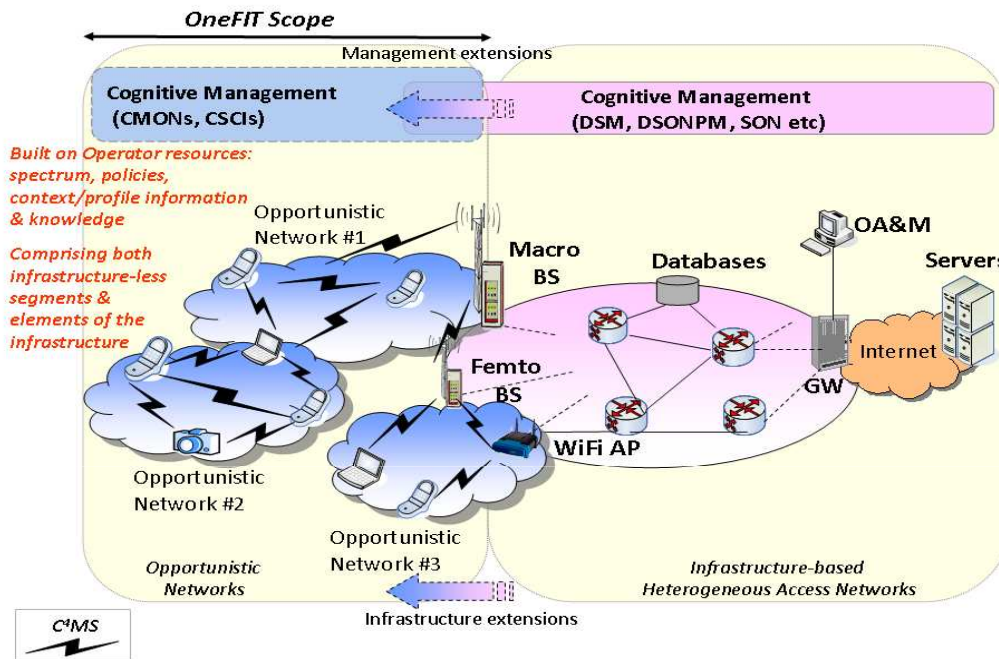 OneFIT Scope
Management extensions
Cognitive Management
(CMONs, CSCIs)
Cognitive Management
(DSM, DSONPM, SON etc)
Built on Operator resources:
spectrum, policies,
context/profile information
& knowledge
Comprising both
infrastructure-less
segments &
elements of the
infrastructure
Opportunistic
Network #1
Macro
BS
Databases
OA&M
Servers
Internet
GW
Femto
BS
WiFi AP
Opportunistic
Network #2
Opportunistic
Network #3
Opportunistic
Networks
Infrastructure-based
Heterogeneous Access Networks
Infrastructure extensions
C⁴MS